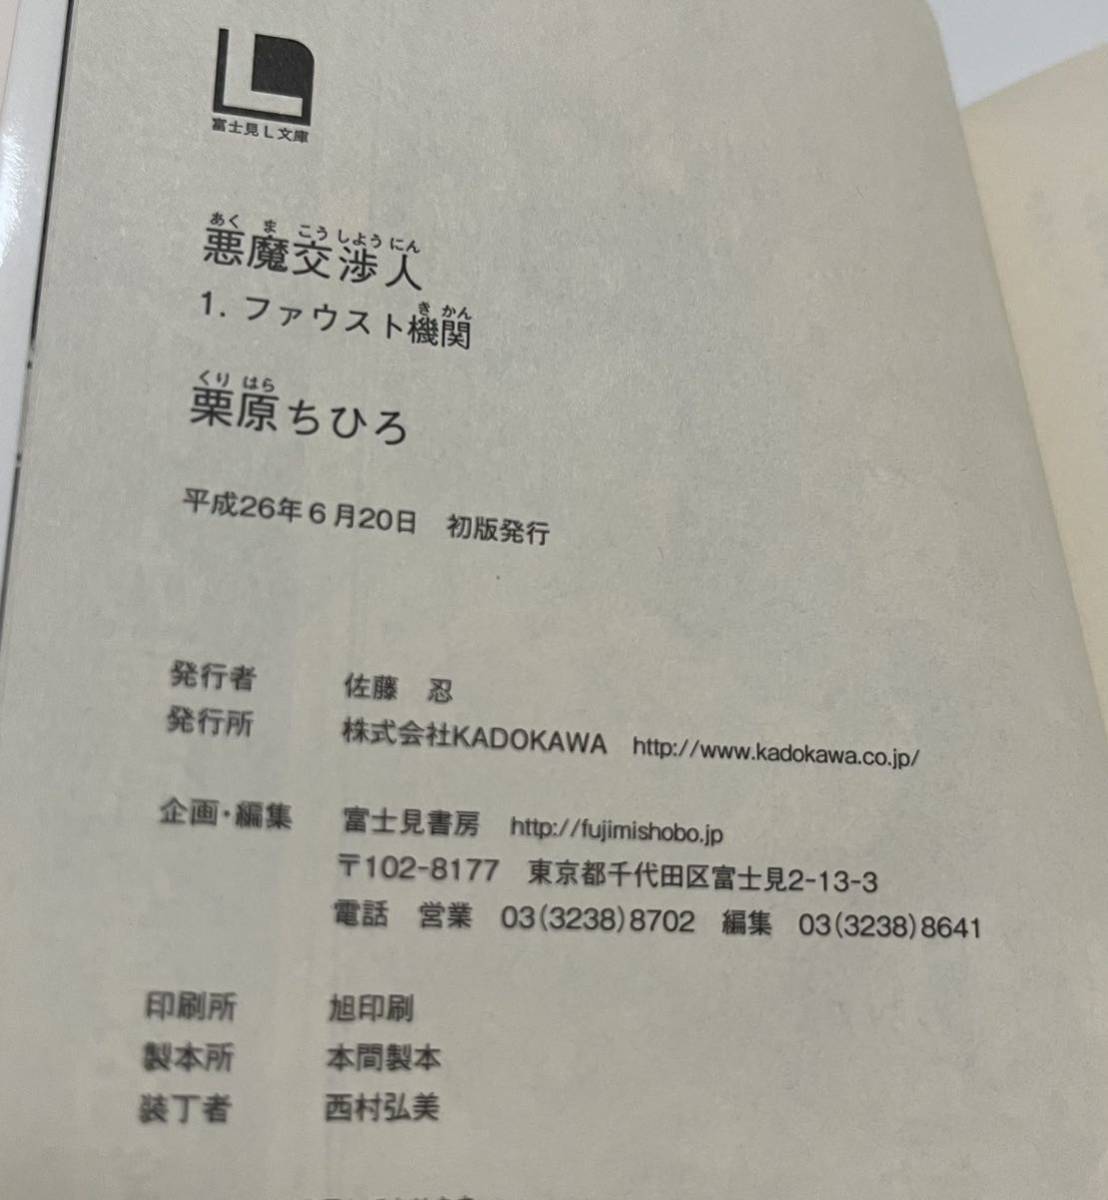 富士見L文庫
あくまこうしようにん
悪魔交渉人
きかん
1. ファウスト機関
くりはら
栗原ちひろ
平成26年6月20日 初版発行
発行者 佐藤 忍
発行所 株式会社KADOKAWA http://www.kadokawa.co.jp/
企画・編集 富士見書房 http://fujimishobo.jp
〒102-8177 東京都千代田区富士見2-13-3
電話 営業 03(3238)8702 編集 03(3238)8641
印刷所 旭印刷
製本所 本間製本
装丁者 西村弘美